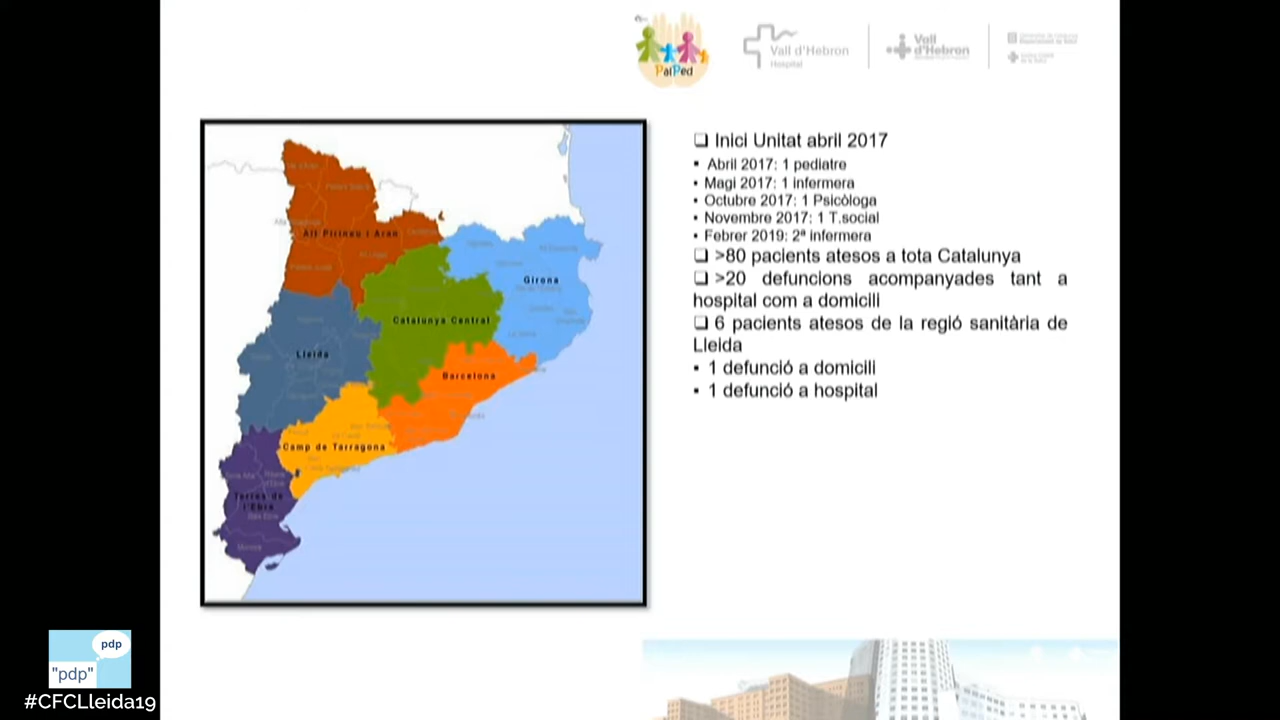 PalPed
Vall d'Hebron
Hospital
Vall
d'Hebron
❑ Inici Unitat abril 2017
▪ Abril 2017: 1 pediatre
▪ Magi 2017: 1 infermera
▪ Octubre 2017: 1 Psicòloga
▪ Novembre 2017: 1 T.social
▪ Febrer 2019: 2ª infermera
❑ >80 pacients atesos a tota Catalunya
❑ >20 defuncions acompanyades tant a
hospital com a domicili
❑ 6 pacients atesos de la regió sanitària de
Lleida
▪ 1 defunció a domicili
▪ 1 defunció a hospital
Alt Pirineu i Aran
Girona
Catalunya Central
Lleida
Barcelona
Camp de Tarragona
Terres de
l'Ebre
pdp
"pdp"
#CFCLleida19